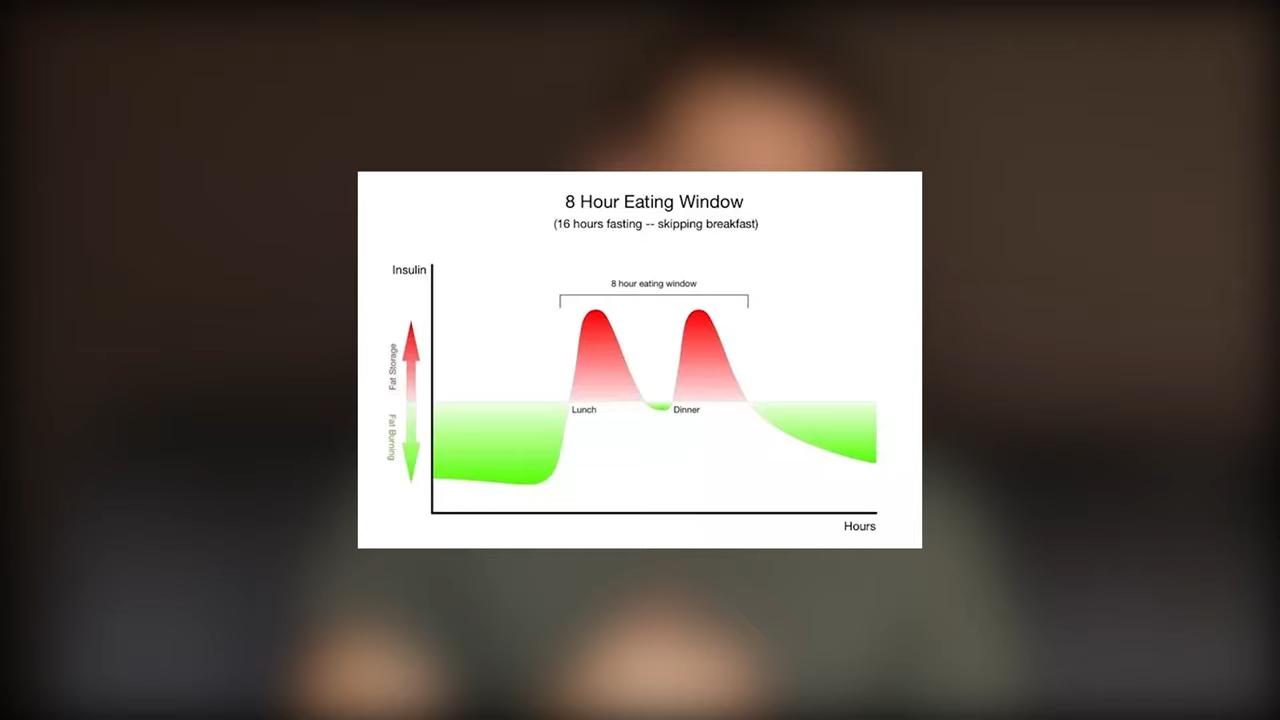 8 Hour Eating Window
(16 hours fasting -- skipping breakfast)
Insulin
8 hour eating window
Fat Storage
Fat Burning
Lunch
Dinner
Hours